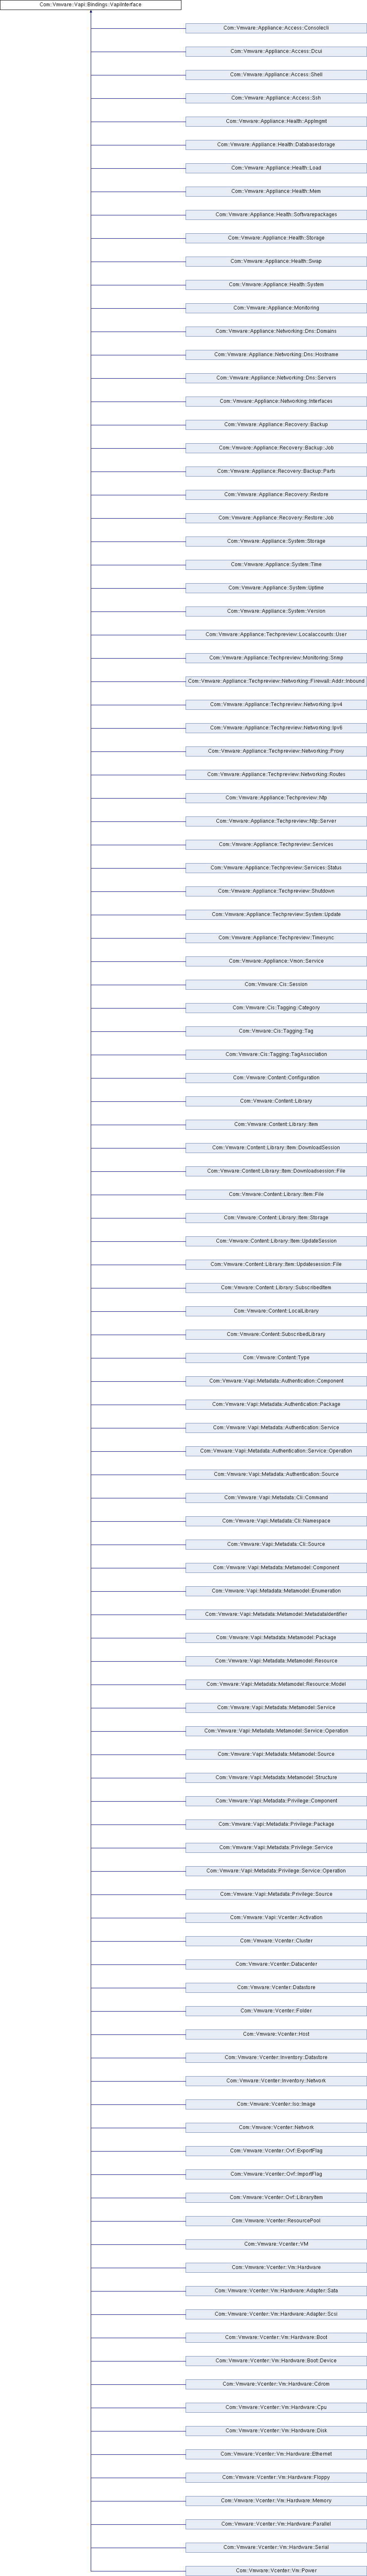 Com::Vmware::Vapi::Bindings::VapiInterface
Com::Vmware::Appliance::Access::Consolecli
Com::Vmware::Appliance::Access::Dcui
Com::Vmware::Appliance::Access::Shell
Com::Vmware::Appliance::Access::Ssh
Com::Vmware::Appliance::Health::Applmgmt
Com::Vmware::Appliance::Health::Databasestorage
Com::Vmware::Appliance::Health::Load
Com::Vmware::Appliance::Health::Mem
Com::Vmware::Appliance::Health::Softwarepackages
Com::Vmware::Appliance::Health::Storage
Com::Vmware::Appliance::Health::Swap
Com::Vmware::Appliance::Health::System
Com::Vmware::Appliance::Monitoring
Com::Vmware::Appliance::Networking::Dns::Domains
Com::Vmware::Appliance::Networking::Dns::Hostname
Com::Vmware::Appliance::Networking::Dns::Servers
Com::Vmware::Appliance::Networking::Interfaces
Com::Vmware::Appliance::Recovery::Backup
Com::Vmware::Appliance::Recovery::Backup::Job
Com::Vmware::Appliance::Recovery::Backup::Parts
Com::Vmware::Appliance::Recovery::Restore
Com::Vmware::Appliance::Recovery::Restore::Job
Com::Vmware::Appliance::System::Storage
Com::Vmware::Appliance::System::Time
Com::Vmware::Appliance::System::Uptime
Com::Vmware::Appliance::System::Version
Com::Vmware::Appliance::Techpreview::Localaccounts::User
Com::Vmware::Appliance::Techpreview::Monitoring::Snmp
Com::Vmware::Appliance::Techpreview::Networking::Firewall::Addr::Inbound
Com::Vmware::Appliance::Techpreview::Networking::Ipv4
Com::Vmware::Appliance::Techpreview::Networking::Ipv6
Com::Vmware::Appliance::Techpreview::Networking::Proxy
Com::Vmware::Appliance::Techpreview::Networking::Routes
Com::Vmware::Appliance::Techpreview::Ntp
Com::Vmware::Appliance::Techpreview::Ntp::Server
Com::Vmware::Appliance::Techpreview::Services
Com::Vmware::Appliance::Techpreview::Services::Status
Com::Vmware::Appliance::Techpreview::Shutdown
Com::Vmware::Appliance::Techpreview::System::Update
Com::Vmware::Appliance::Techpreview::Timesync
Com::Vmware::Appliance::Vmon::Service
Com::Vmware::Cis::Session
Com::Vmware::Cis::Tagging::Category
Com::Vmware::Cis::Tagging::Tag
Com::Vmware::Cis::Tagging::TagAssociation
Com::Vmware::Content::Configuration
Com::Vmware::Content::Library
Com::Vmware::Content::Library::Item
Com::Vmware::Content::Library::Item::DownloadSession
Com::Vmware::Content::Library::Item::Downloadsession::File
Com::Vmware::Content::Library::Item::File
Com::Vmware::Content::Library::Item::Storage
Com::Vmware::Content::Library::Item::UpdateSession
Com::Vmware::Content::Library::Item::Updatesession::File
Com::Vmware::Content::Library::SubscribedItem
Com::Vmware::Content::LocalLibrary
Com::Vmware::Content::SubscribedLibrary
Com::Vmware::Content::Type
Com::Vmware::Vapi::Metadata::Authentication::Component
Com::Vmware::Vapi::Metadata::Authentication::Package
Com::Vmware::Vapi::Metadata::Authentication::Service
Com::Vmware::Vapi::Metadata::Authentication::Service::Operation
Com::Vmware::Vapi::Metadata::Authentication::Source
Com::Vmware::Vapi::Metadata::Cli::Command
Com::Vmware::Vapi::Metadata::Cli::Namespace
Com::Vmware::Vapi::Metadata::Cli::Source
Com::Vmware::Vapi::Metadata::Metamodel::Component
Com::Vmware::Vapi::Metadata::Metamodel::Enumeration
Com::Vmware::Vapi::Metadata::Metamodel::MetadataIdentifier
Com::Vmware::Vapi::Metadata::Metamodel::Package
Com::Vmware::Vapi::Metadata::Metamodel::Resource
Com::Vmware::Vapi::Metadata::Metamodel::Resource::Model
Com::Vmware::Vapi::Metadata::Metamodel::Service
Com::Vmware::Vapi::Metadata::Metamodel::Service::Operation
Com::Vmware::Vapi::Metadata::Metamodel::Source
Com::Vmware::Vapi::Metadata::Metamodel::Structure
Com::Vmware::Vapi::Metadata::Privilege::Component
Com::Vmware::Vapi::Metadata::Privilege::Package
Com::Vmware::Vapi::Metadata::Privilege::Service
Com::Vmware::Vapi::Metadata::Privilege::Service::Operation
Com::Vmware::Vapi::Metadata::Privilege::Source
Com::Vmware::Vapi::Vcenter::Activation
Com::Vmware::Vcenter::Cluster
Com::Vmware::Vcenter::Datacenter
Com::Vmware::Vcenter::Datastore
Com::Vmware::Vcenter::Folder
Com::Vmware::Vcenter::Host
Com::Vmware::Vcenter::Inventory::Datastore
Com::Vmware::Vcenter::Inventory::Network
Com::Vmware::Vcenter::Iso::Image
Com::Vmware::Vcenter::Network
Com::Vmware::Vcenter::Ovf::ExportFlag
Com::Vmware::Vcenter::Ovf::ImportFlag
Com::Vmware::Vcenter::Ovf::LibraryItem
Com::Vmware::Vcenter::ResourcePool
Com::Vmware::Vcenter::VM
Com::Vmware::Vcenter::Vm::Hardware
Com::Vmware::Vcenter::Vm::Hardware::Adapter::Sata
Com::Vmware::Vcenter::Vm::Hardware::Adapter::Scsi
Com::Vmware::Vcenter::Vm::Hardware::Boot
Com::Vmware::Vcenter::Vm::Hardware::Boot::Device
Com::Vmware::Vcenter::Vm::Hardware::Cdrom
Com::Vmware::Vcenter::Vm::Hardware::Cpu
Com::Vmware::Vcenter::Vm::Hardware::Disk
Com::Vmware::Vcenter::Vm::Hardware::Ethernet
Com::Vmware::Vcenter::Vm::Hardware::Floppy
Com::Vmware::Vcenter::Vm::Hardware::Memory
Com::Vmware::Vcenter::Vm::Hardware::Parallel
Com::Vmware::Vcenter::Vm::Hardware::Serial
Com::Vmware::Vcenter::Vm::Power